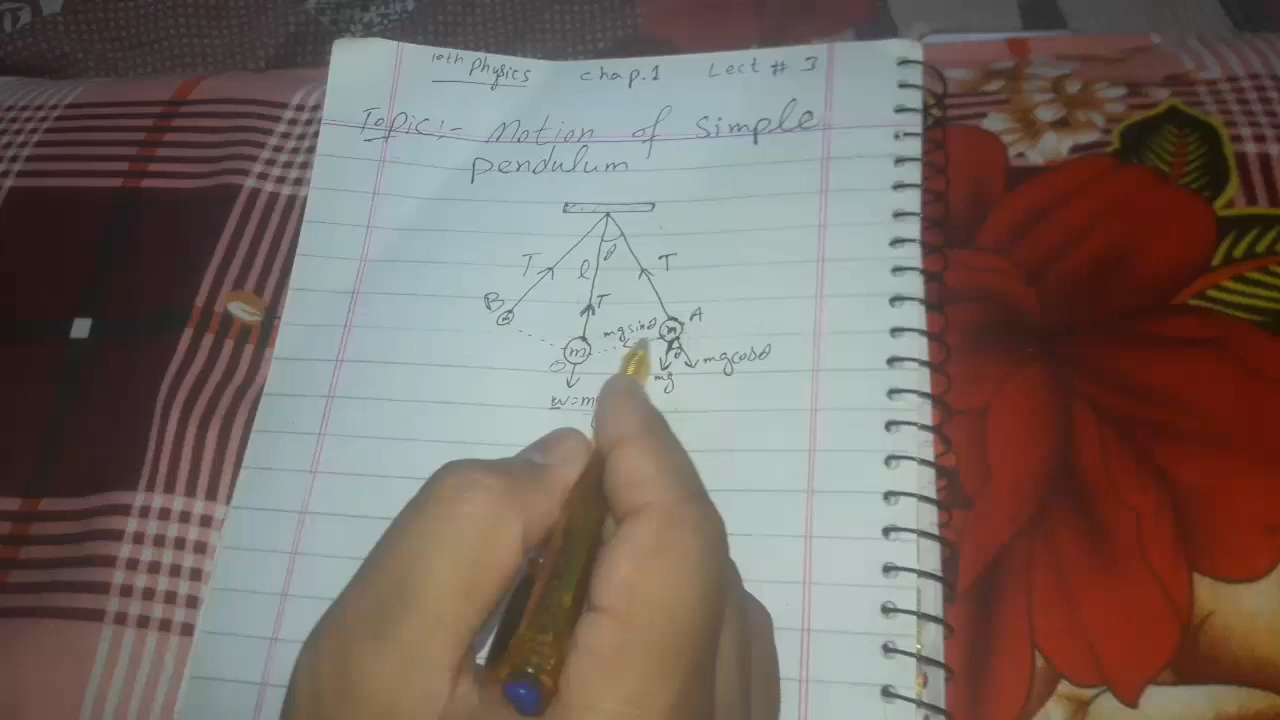 10th Physics chap.1 Lect # 3
Topic:- Motion of Simple
pendulum
θ
T l T
B T A
mgsinθ m
m θ mgcosθ
O mg
w=m